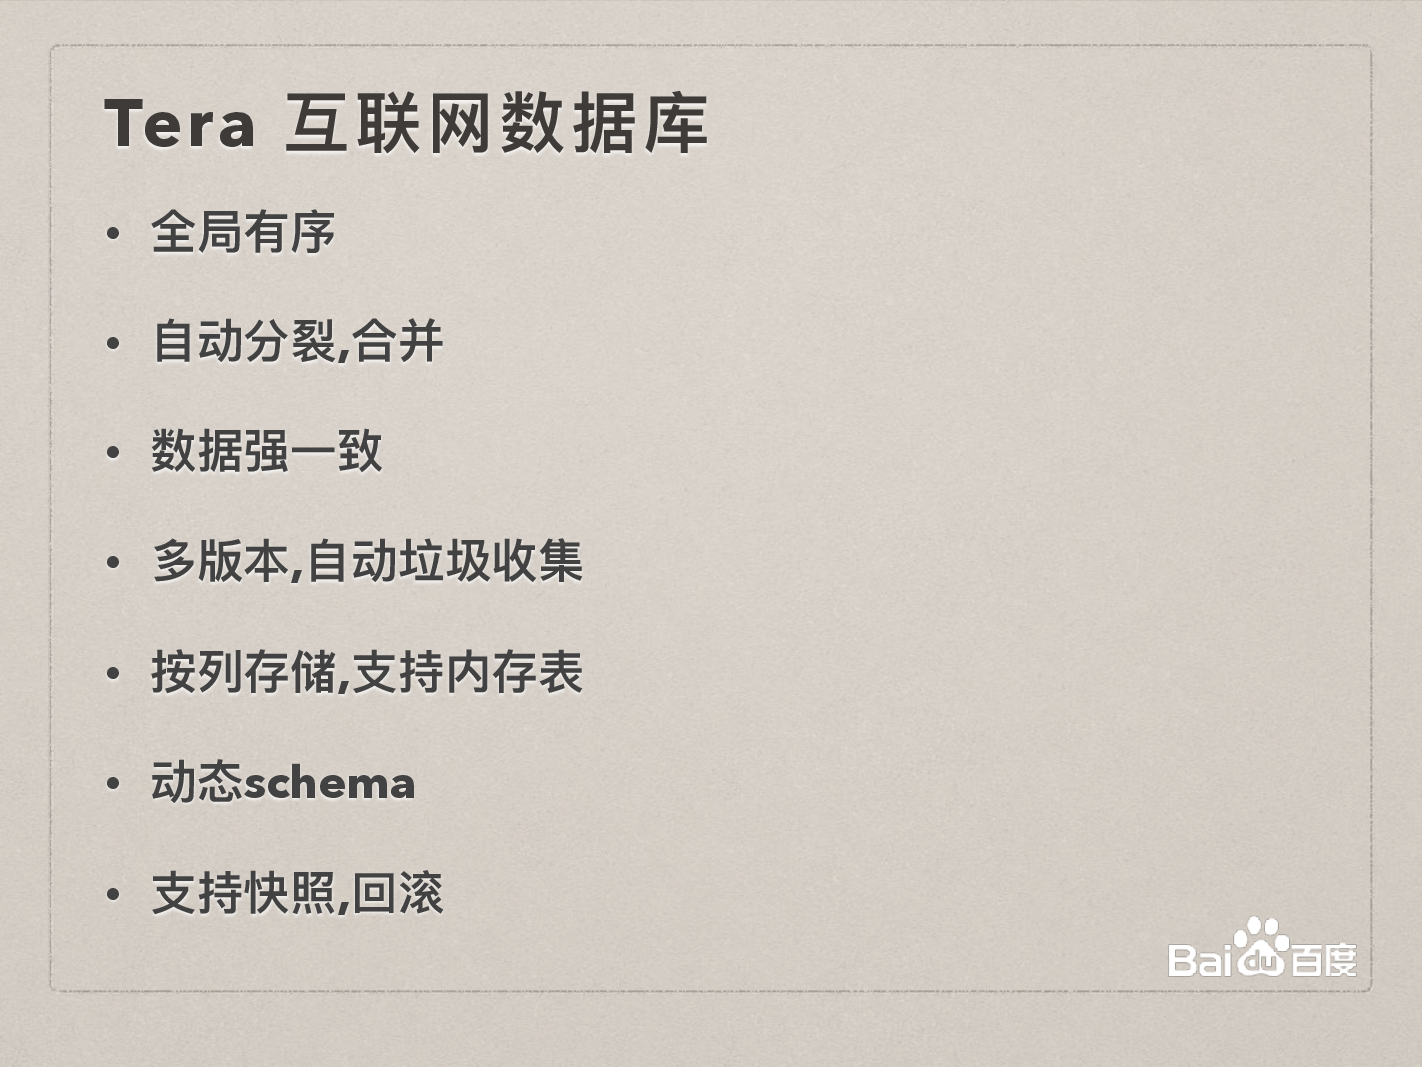 Tera 互联网数据库
• 全局有序
• 自动分裂,合并
• 数据强一致
• 多版本,自动垃圾收集
• 按列存储,支持内存表
• 动态schema
• 支持快照,回滚
Bai du 百度